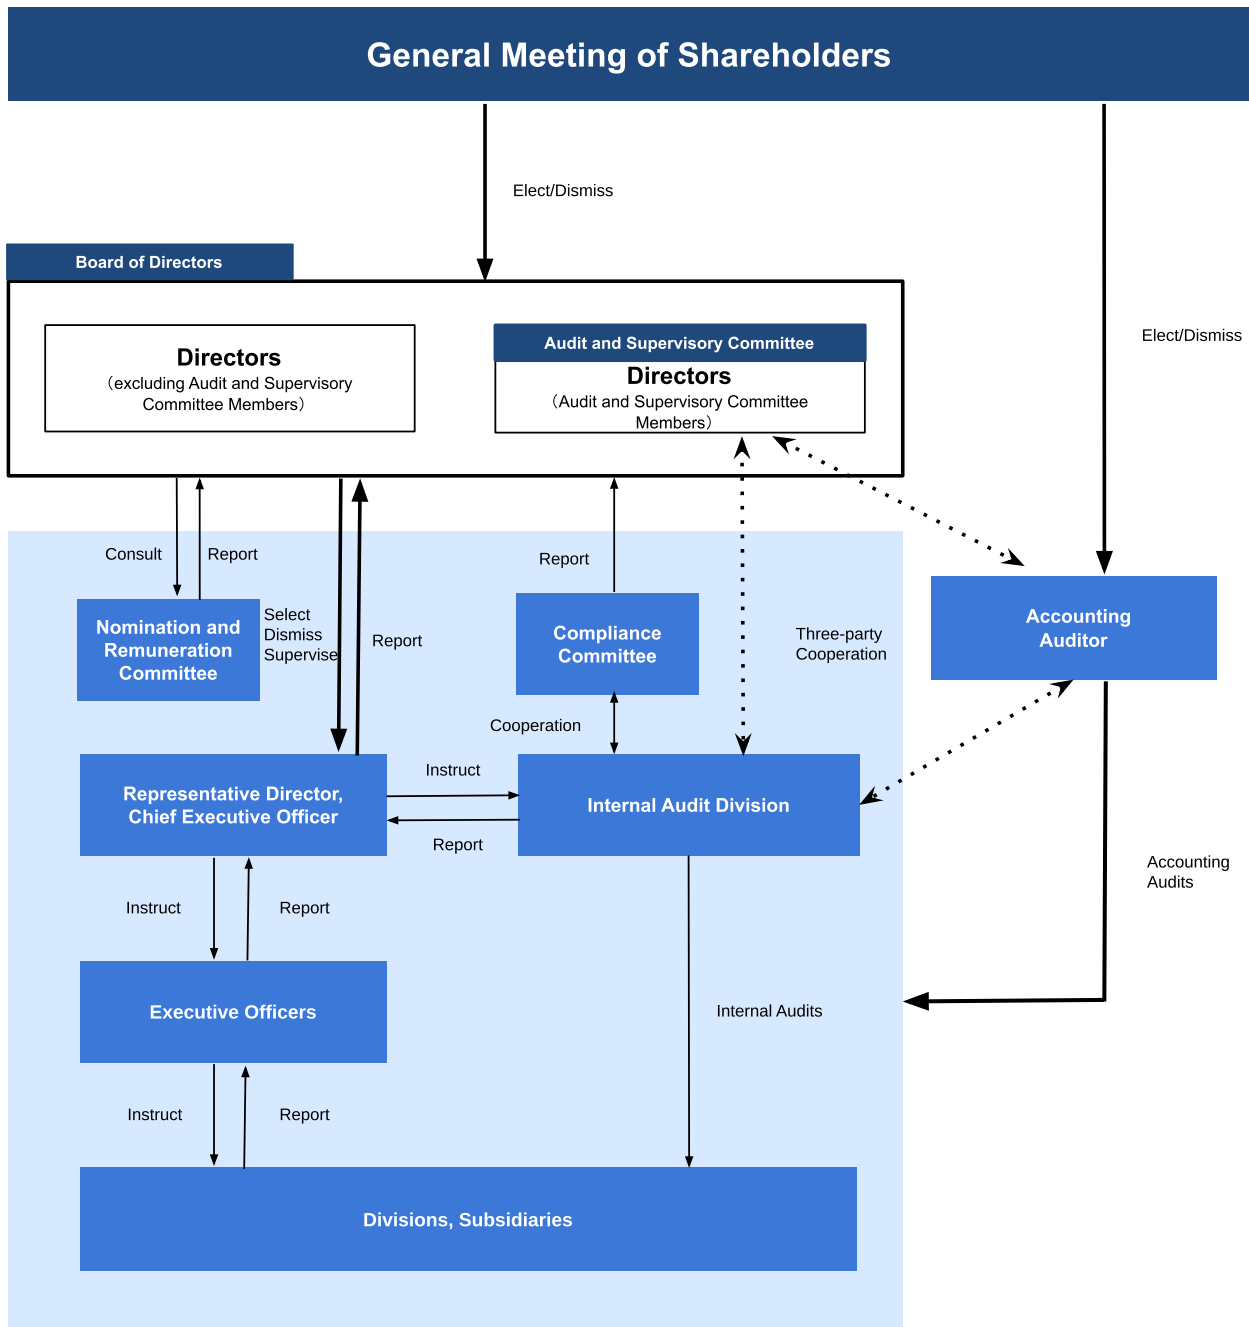 General Meeting of Shareholders
Elect/Dismiss
Board of Directors
Elect/Dismiss
Audit and Supervisory Committee
Directors
（excluding Audit and Supervisory
Committee Members）
Directors
（Audit and Supervisory Committee
Members）
Consult
Report
Report
Nomination and
Remuneration
Committee
Select
Dismiss
Supervise
Report
Compliance
Committee
Three-party
Cooperation
Accounting
Auditor
Cooperation
Representative Director,
Chief Executive Officer
Instruct
Report
Internal Audit Division
Accounting
Audits
Instruct
Report
Executive Officers
Internal Audits
Instruct
Report
Divisions, Subsidiaries